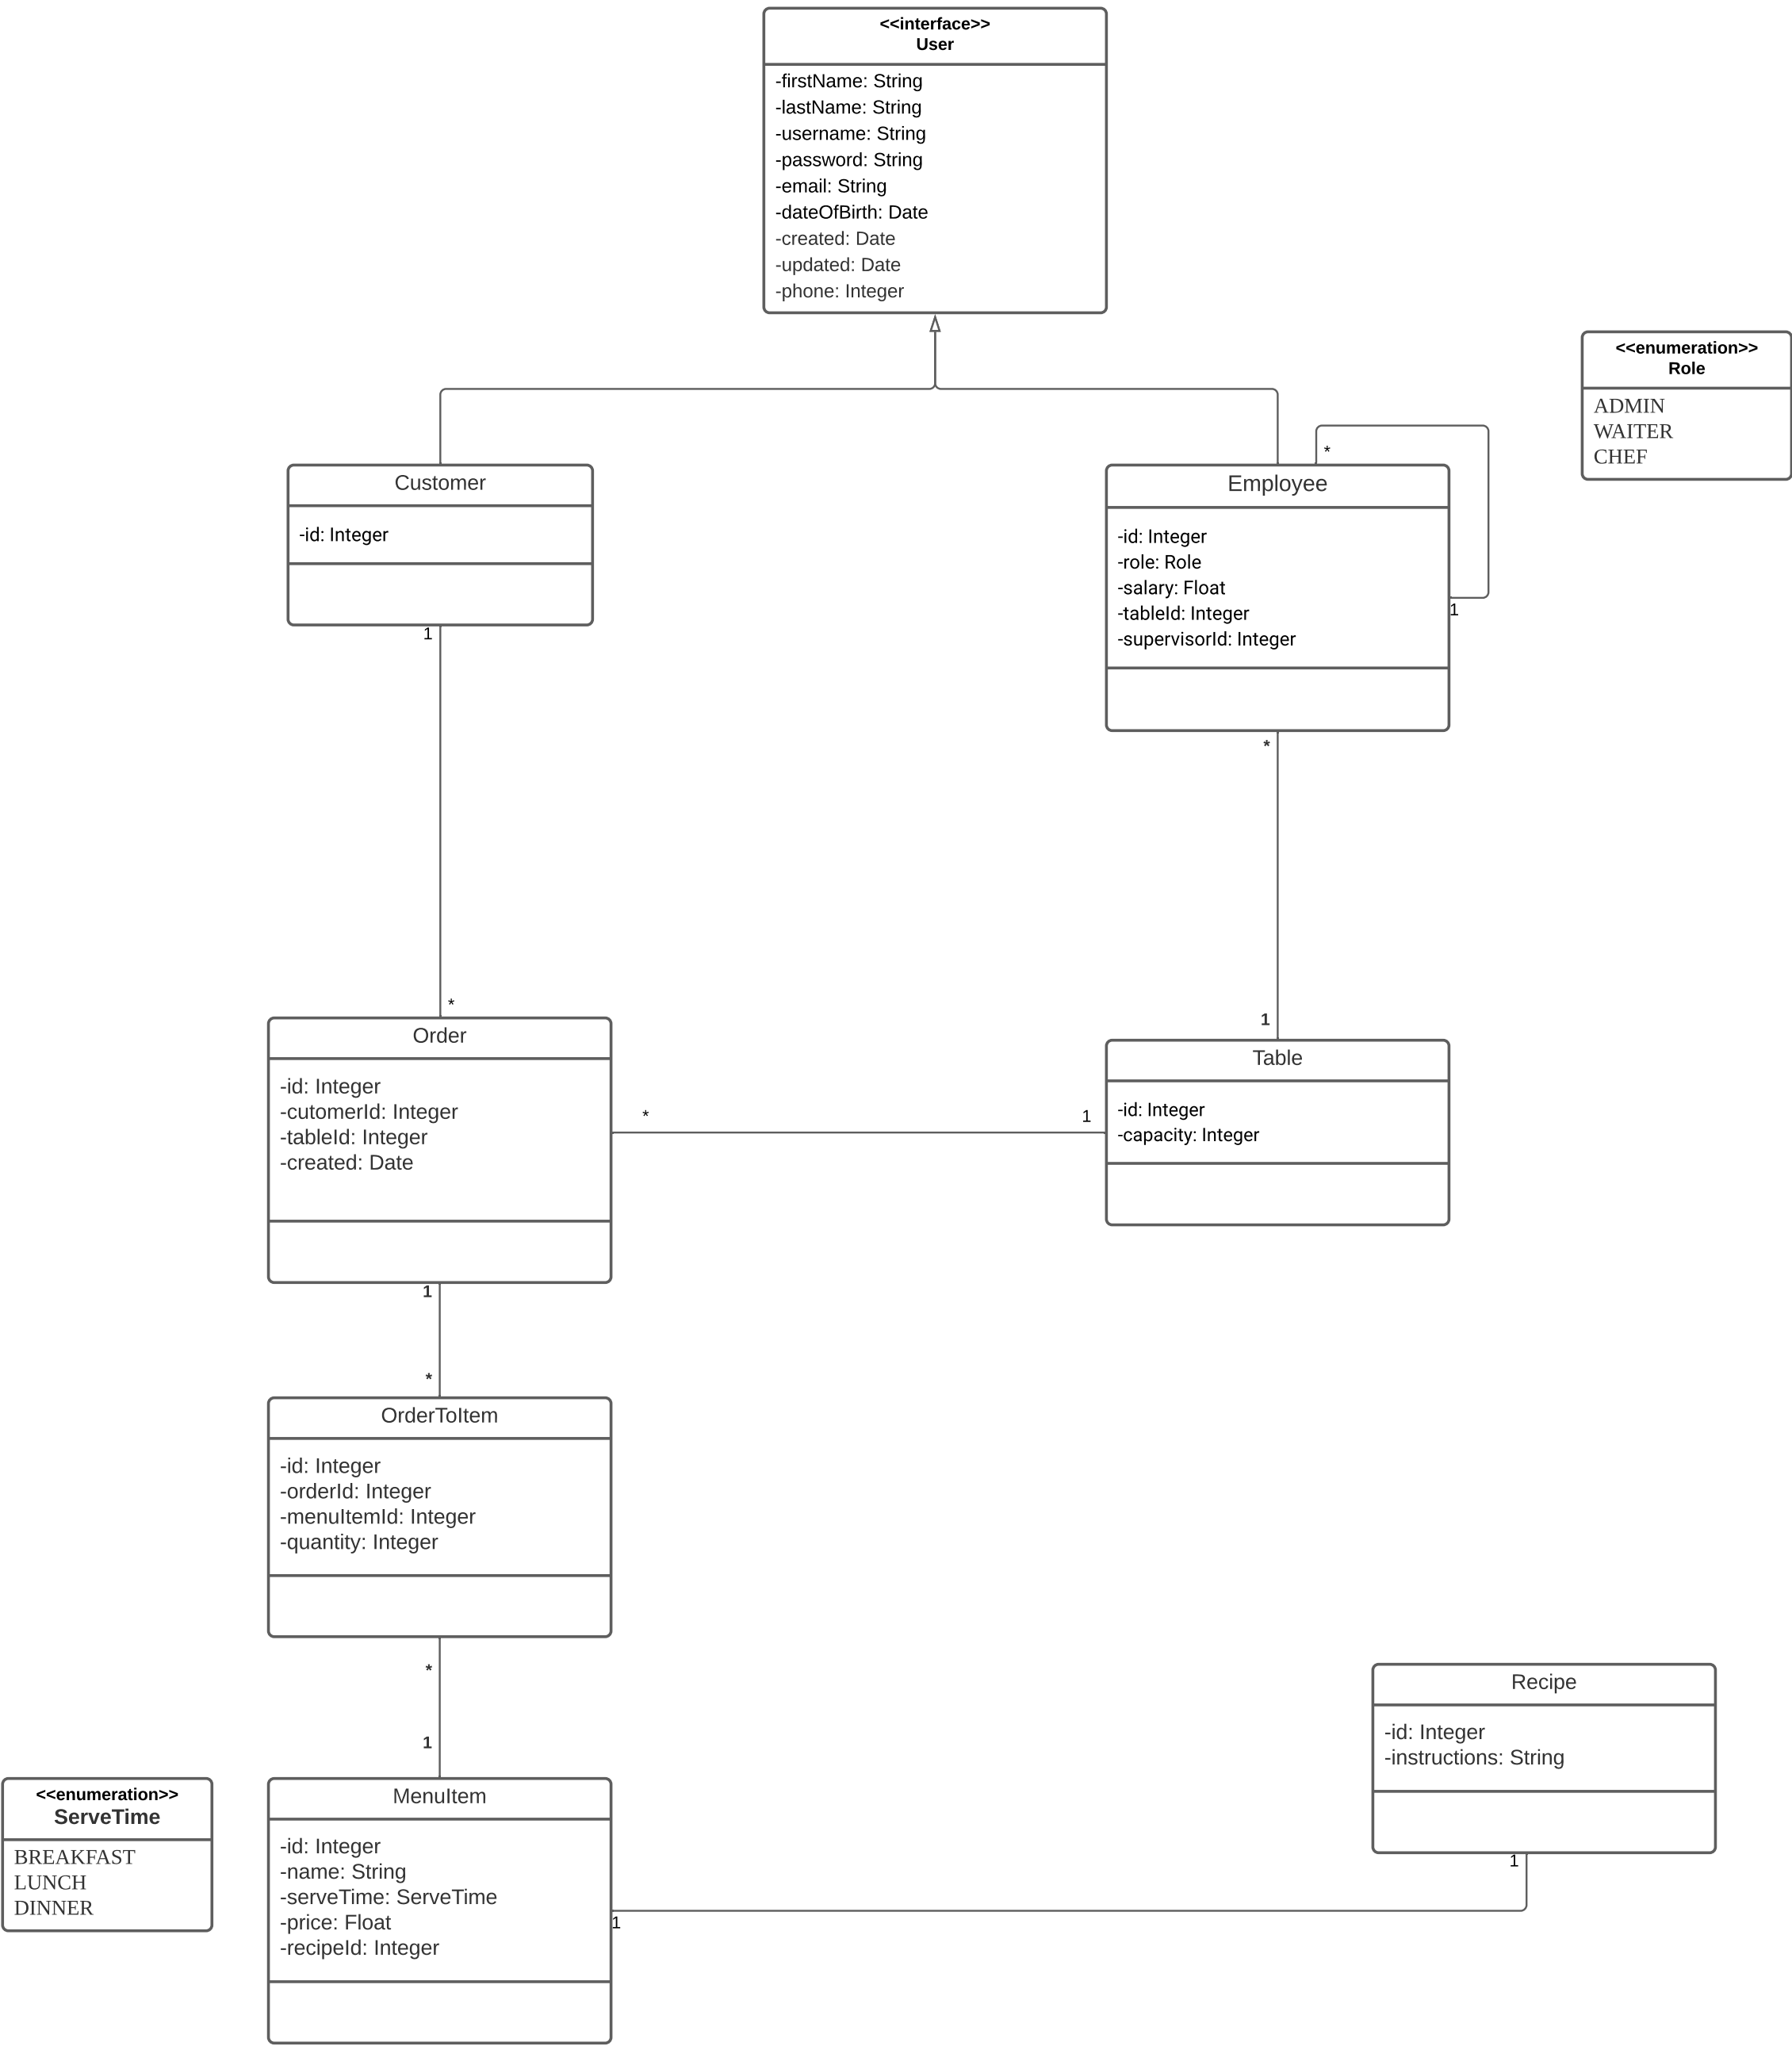 <<interface>>
User
-firstName: String
-lastName: String
-username: String
-password: String
-email: String
-dateOfBirth: Date
-created: Date
-updated: Date
-phone: Integer
<<enumeration>>
Role
ADMIN
WAITER
CHEF
Customer
-id: Integer
1
*
Employee
-id: Integer
-role: Role
-salary: Float
-tableId: Integer
-supervisorId: Integer
1
*
*
1
Order
-id: Integer
-cutomerId: Integer
-tableId: Integer
-created: Date
*
1
Table
-id: Integer
-capacity: Integer
1
*
OrderToItem
-id: Integer
-orderId: Integer
-menuItemId: Integer
-quantity: Integer
*
1
Recipe
-id: Integer
-instructions: String
1
<<enumeration>>
ServeTime
BREAKFAST
LUNCH
DINNER
MenuItem
-id: Integer
-name: String
-serveTime: ServeTime
-price: Float
-recipeId: Integer
1